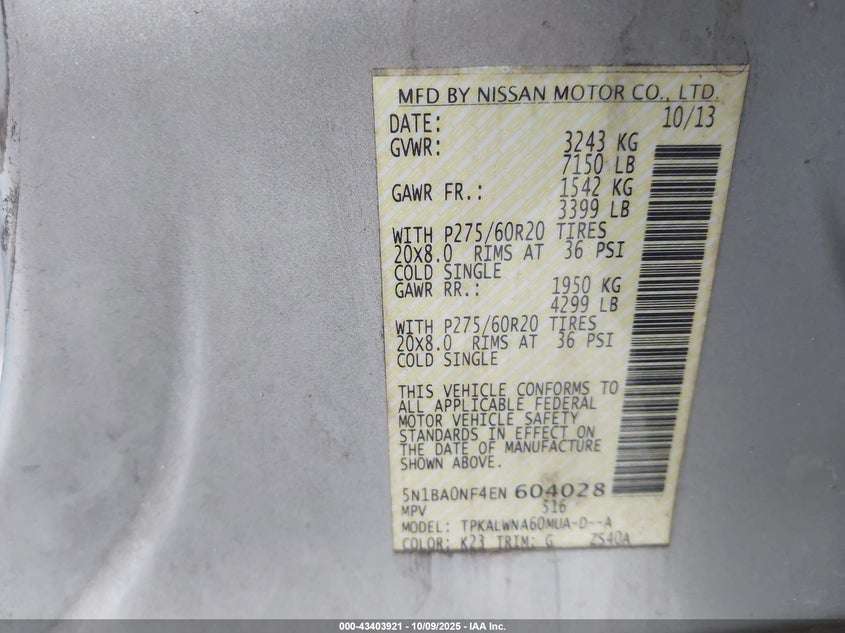 MFD BY NISSAN MOTOR CO., LTD.
DATE: 10/13
GVWR: 3243 KG
7150 LB
GAWR FR.: 1542 KG
3399 LB
WITH P275/60R20 TIRES
20x8.0 RIMS AT 36 PSI
COLD SINGLE
GAWR RR.: 1950 KG
4299 LB
WITH P275/60R20 TIRES
20x8.0 RIMS AT 36 PSI
COLD SINGLE
THIS VEHICLE CONFORMS TO
ALL APPLICABLE FEDERAL
MOTOR VEHICLE SAFETY
STANDARDS IN EFFECT ON
THE DATE OF MANUFACTURE
SHOWN ABOVE.
5N1BA0NF4EN 604028
MPV 516
MODEL: TPKALWNA60MUA-D--A
COLOR: K23 TRIM: G ZS40A
000-43403921 - 10/09/2025 - IAA Inc.